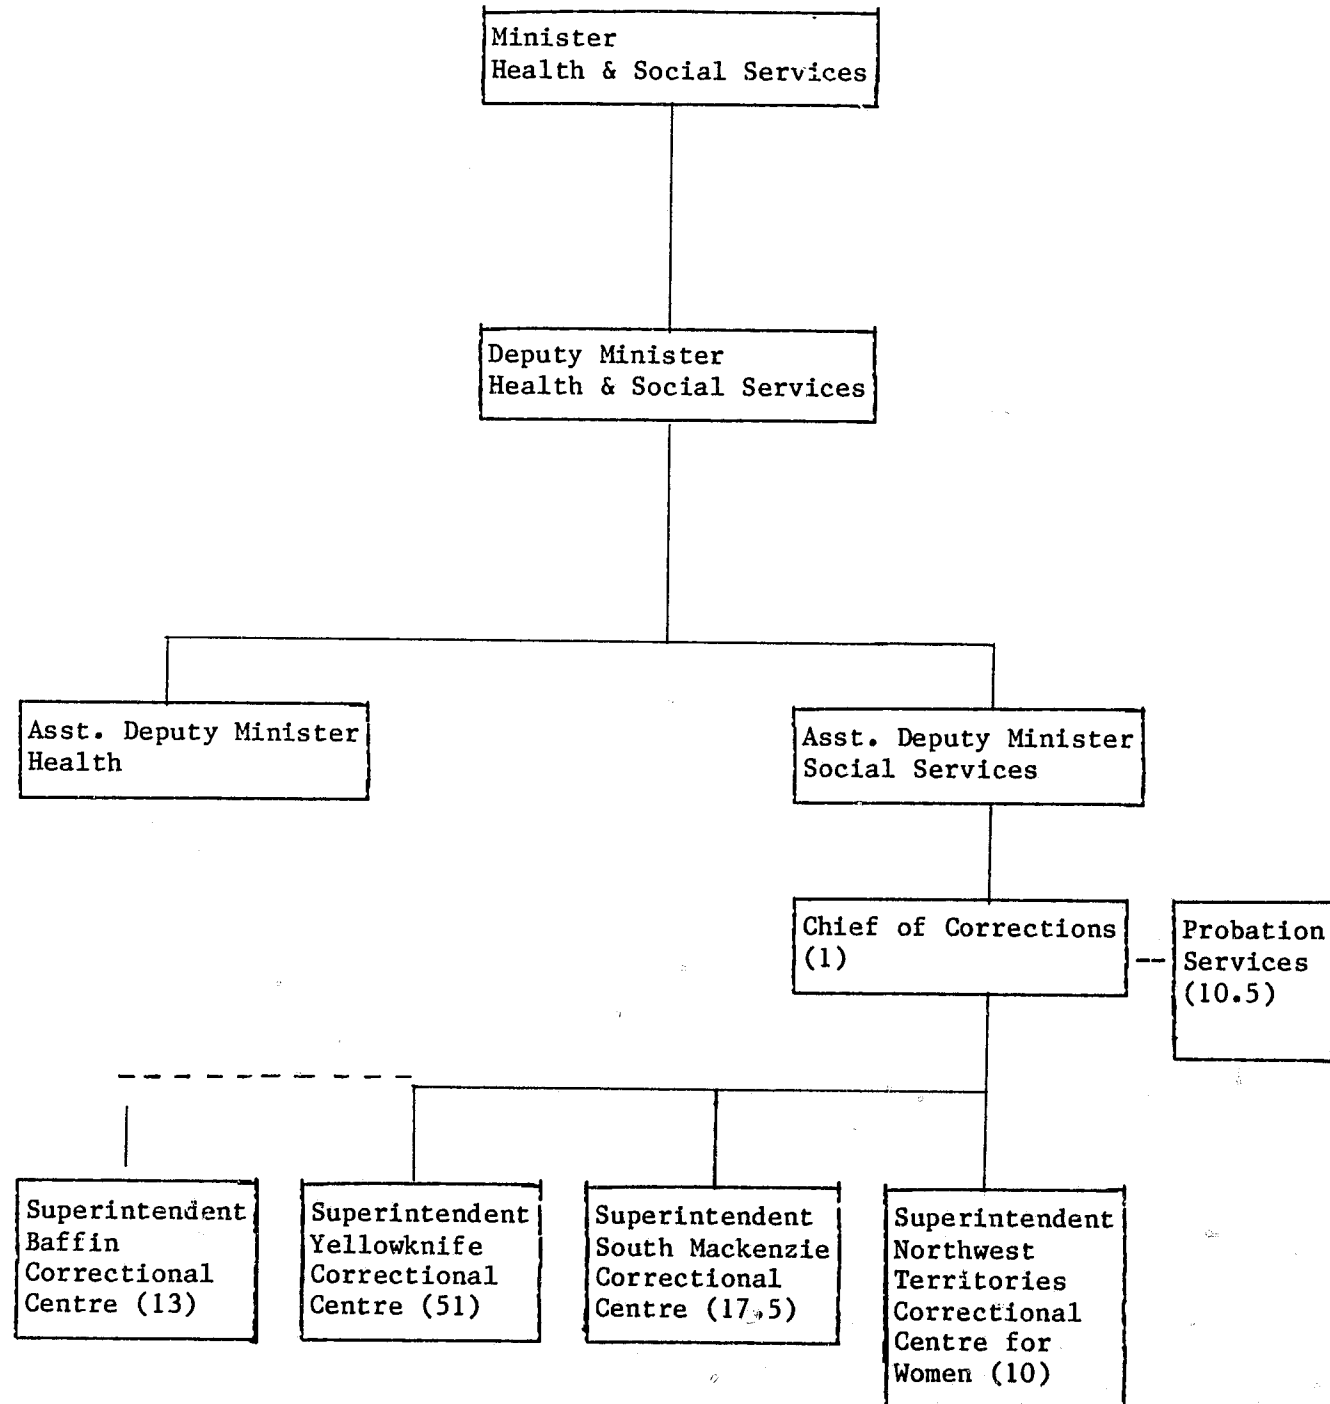 Minister
Health & Social Services
Deputy Minister
Health & Social Services
Asst. Deputy Minister
Health
Asst. Deputy Minister
Social Services
Chief of Corrections
(1)
Probation
Services
(10.5)
Superintendent
Baffin
Correctional
Centre (13)
Superintendent
Yellowknife
Correctional
Centre (51)
Superintendent
South Mackenzie
Correctional
Centre (17.5)
Superintendent
Northwest
Territories
Correctional
Centre for
Women (10)